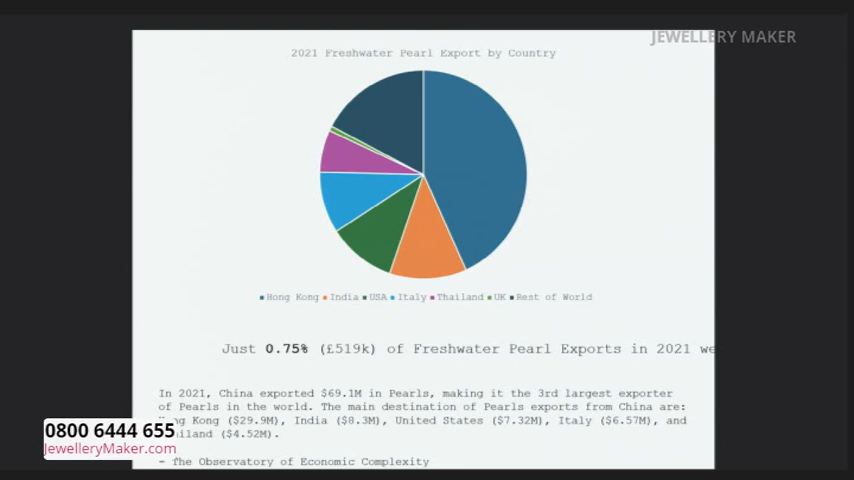 JEWELLERY MAKER
2021 Freshwater Pearl Export by Country
Hong Kong India USA Italy Thailand UK Rest of World
Just 0.75% (£519k) of Freshwater Pearl Exports in 2021 we
In 2021, China exported $69.1M in Pearls, making it the 3rd largest exporter
of Pearls in the world. The main destination of Pearls exports from China are:
ng Kong ($29.9M), India ($8.3M), United States ($7.32M), Italy ($6.57M), and
ailand ($4.52M).
- The Observatory of Economic Complexity
0800 6444 655
JewelleryMaker.com